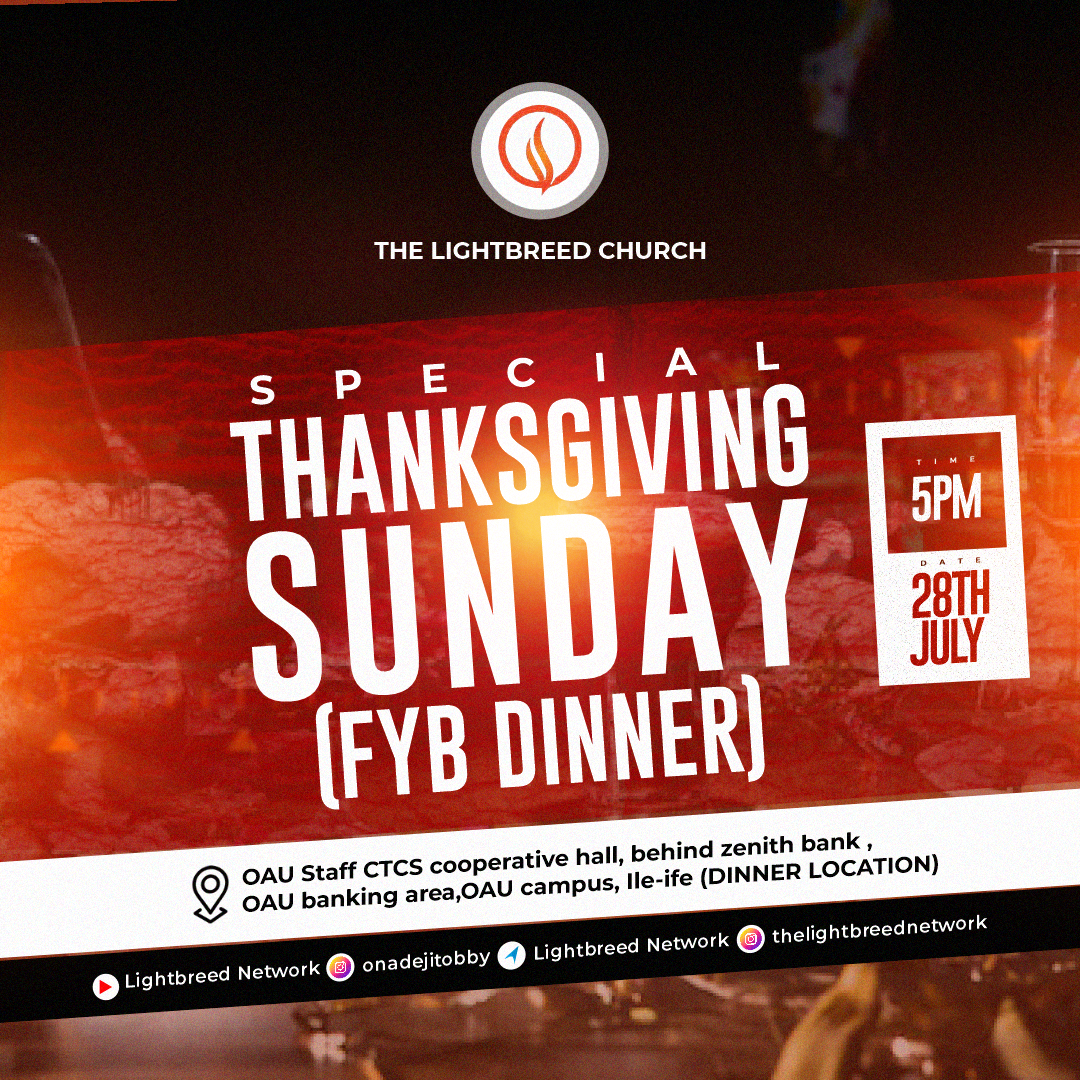 THE LIGHTBREED CHURCH
SPECIAL
THANKSGIVING
SUNDAY
(FYB DINNER)
TIME
5PM
DATE
28TH
JULY
OAU Staff CTCS cooperative hall, behind zenith bank ,
OAU banking area,OAU campus, Ile-ife (DINNER LOCATION)
Lightbreed Network onadejitobby Lightbreed Network thelightbreednetwork